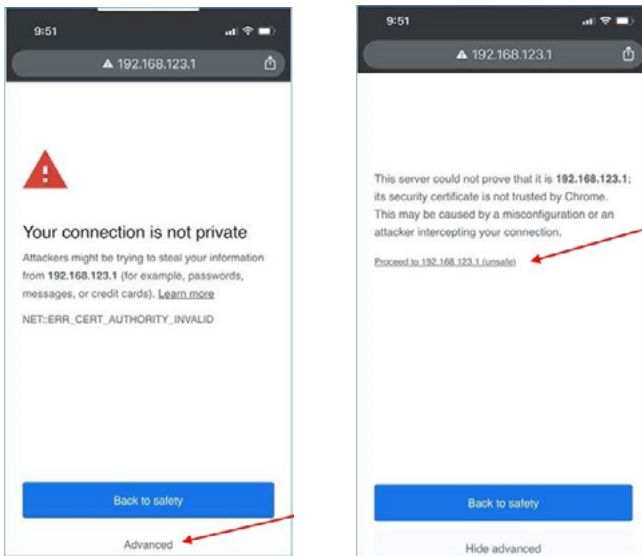 9:51
192.168.123.1
Your connection is not private
Attackers might be trying to steal your information
from 192.168.123.1 (for example, passwords,
messages, or credit cards). Learn more
NET::ERR_CERT_AUTHORITY_INVALID
Back to safety
Advanced
9:51
192.168.123.1
This server could not prove that it is 192.168.123.1;
its security certificate is not trusted by Chrome.
This may be caused by a misconfiguration or an
attacker intercepting your connection.
Proceed to 192.168.123.1 (unsafe)
Back to safety
Hide advanced